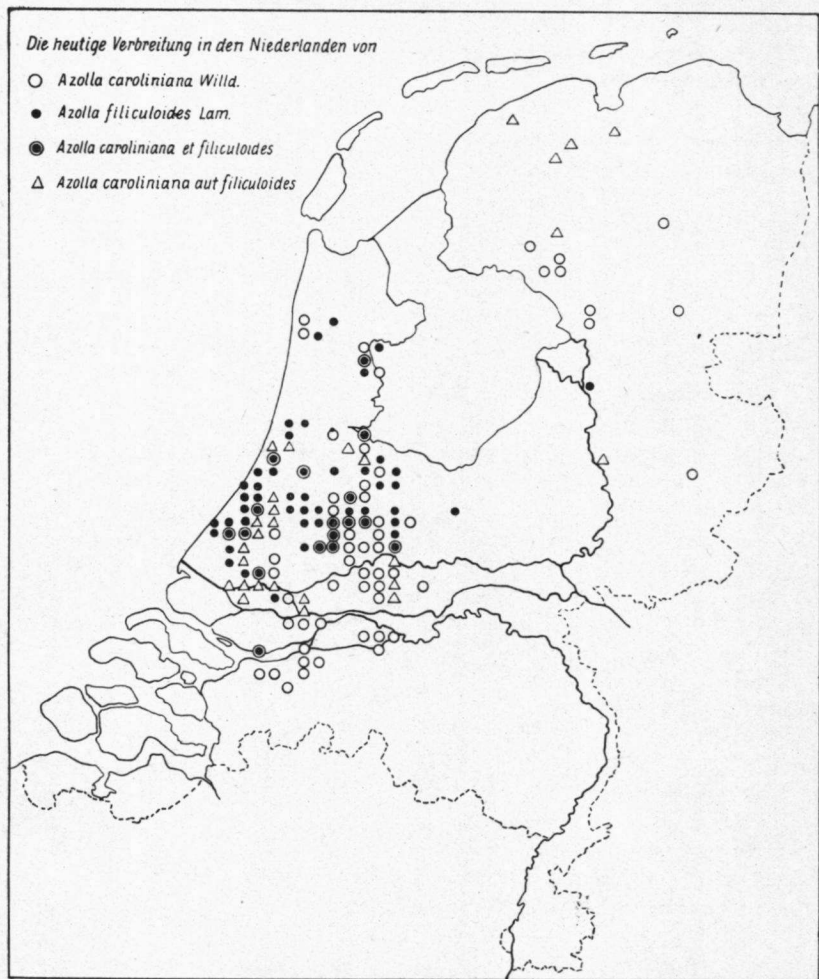 Die heutige Verbreitung in den Niederlanden von
Azolla caroliniana Willd.
Azolla filiculoides Lam.
Azolla caroliniana et filiculoides
Azolla caroliniana aut filiculoides